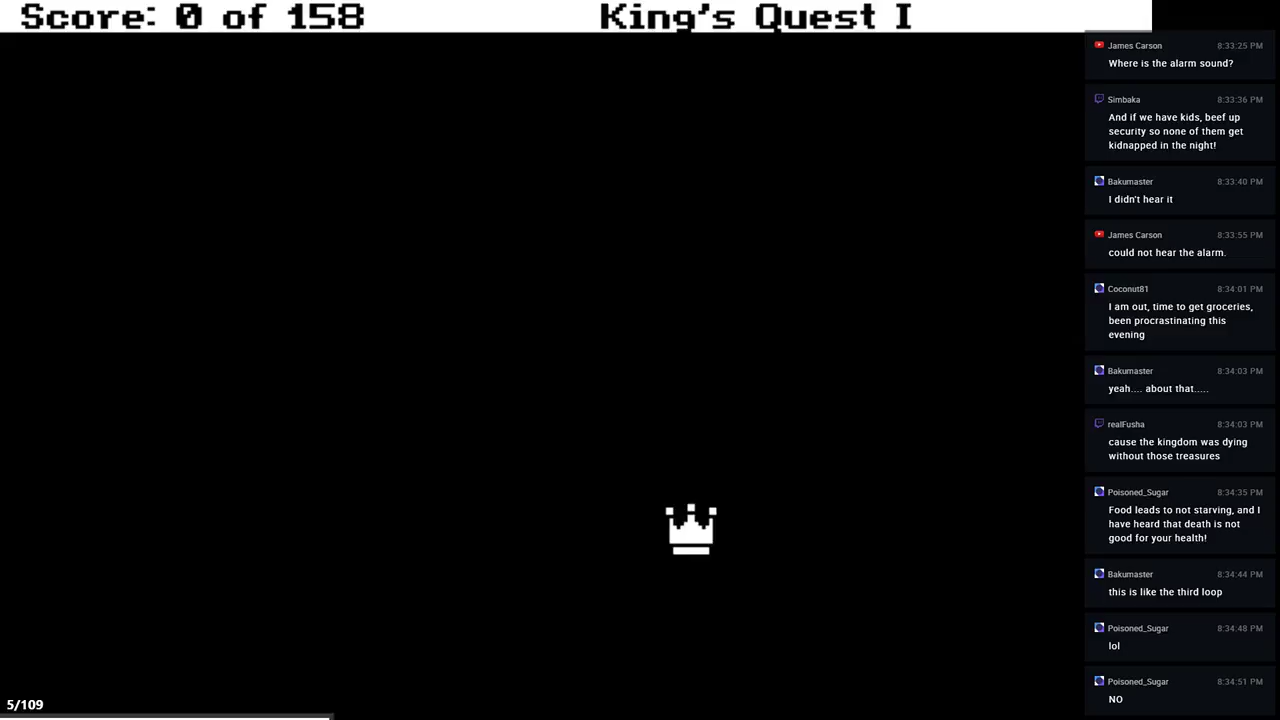 Score: 0 of 158 King's Quest I
James Carson 8:33:25 PM
Where is the alarm sound?
Simbaka 8:33:36 PM
And if we have kids, beef up
security so none of them get
kidnapped in the night!
Bakumaster 8:33:40 PM
I didn't hear it
James Carson 8:33:55 PM
could not hear the alarm.
Coconut81 8:34:01 PM
I am out, time to get groceries,
been procrastinating this
evening
Bakumaster 8:34:03 PM
yeah.... about that.....
realFusha 8:34:03 PM
cause the kingdom was dying
without those treasures
Poisoned_Sugar 8:34:35 PM
Food leads to not starving, and I
have heard that death is not
good for your health!
Bakumaster 8:34:44 PM
this is like the third loop
Poisoned_Sugar 8:34:48 PM
lol
Poisoned_Sugar 8:34:51 PM
NO
5/109